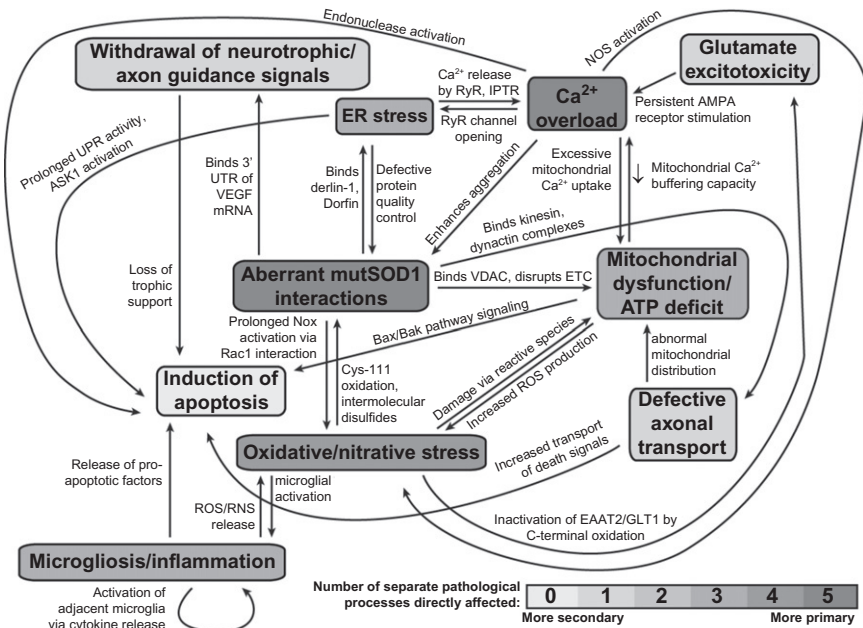 Endonuclease activation
NOS activation
Withdrawal of neurotrophic/
axon guidance signals
Glutamate
excitotoxicity
Ca²⁺ release
by RyR, IPTR
Ca²⁺
overload
ER stress
RyR channel
opening
Persistent AMPA
receptor stimulation
Prolonged UPR activity,
ASK1 activation
Binds 3’
UTR of
VEGF
mRNA
Binds
derlin-1,
Dorfin
Defective
protein
quality
control
Enhances aggregation
Excessive
mitochondrial
Ca²⁺ uptake
↓ Mitochondrial Ca²⁺
buffering capacity
Binds kinesin,
dynactin complexes
Loss of
trophic
support
Aberrant mutSOD1
interactions
Binds VDAC, disrupts ETC
Mitochondrial
dysfunction/
ATP deficit
Prolonged Nox
activation via
Rac1 interaction
Bax/Bak pathway signaling
Cys-111
oxidation,
intermolecular
disulfides
Damage via reactive species
Increased ROS production
abnormal
mitochondrial
distribution
Induction of
apoptosis
Defective
axonal
transport
Oxidative/nitrative stress
Increased transport
of death signals
Release of pro-
apoptotic factors
microglial
activation
ROS/RNS
release
Inactivation of EAAT2/GLT1 by
C-terminal oxidation
Microgliosis/inflammation
Activation of
adjacent microglia
via cytokine release
Number of separate pathological
processes directly affected:
0 1 2 3 4 5
More secondary More primary